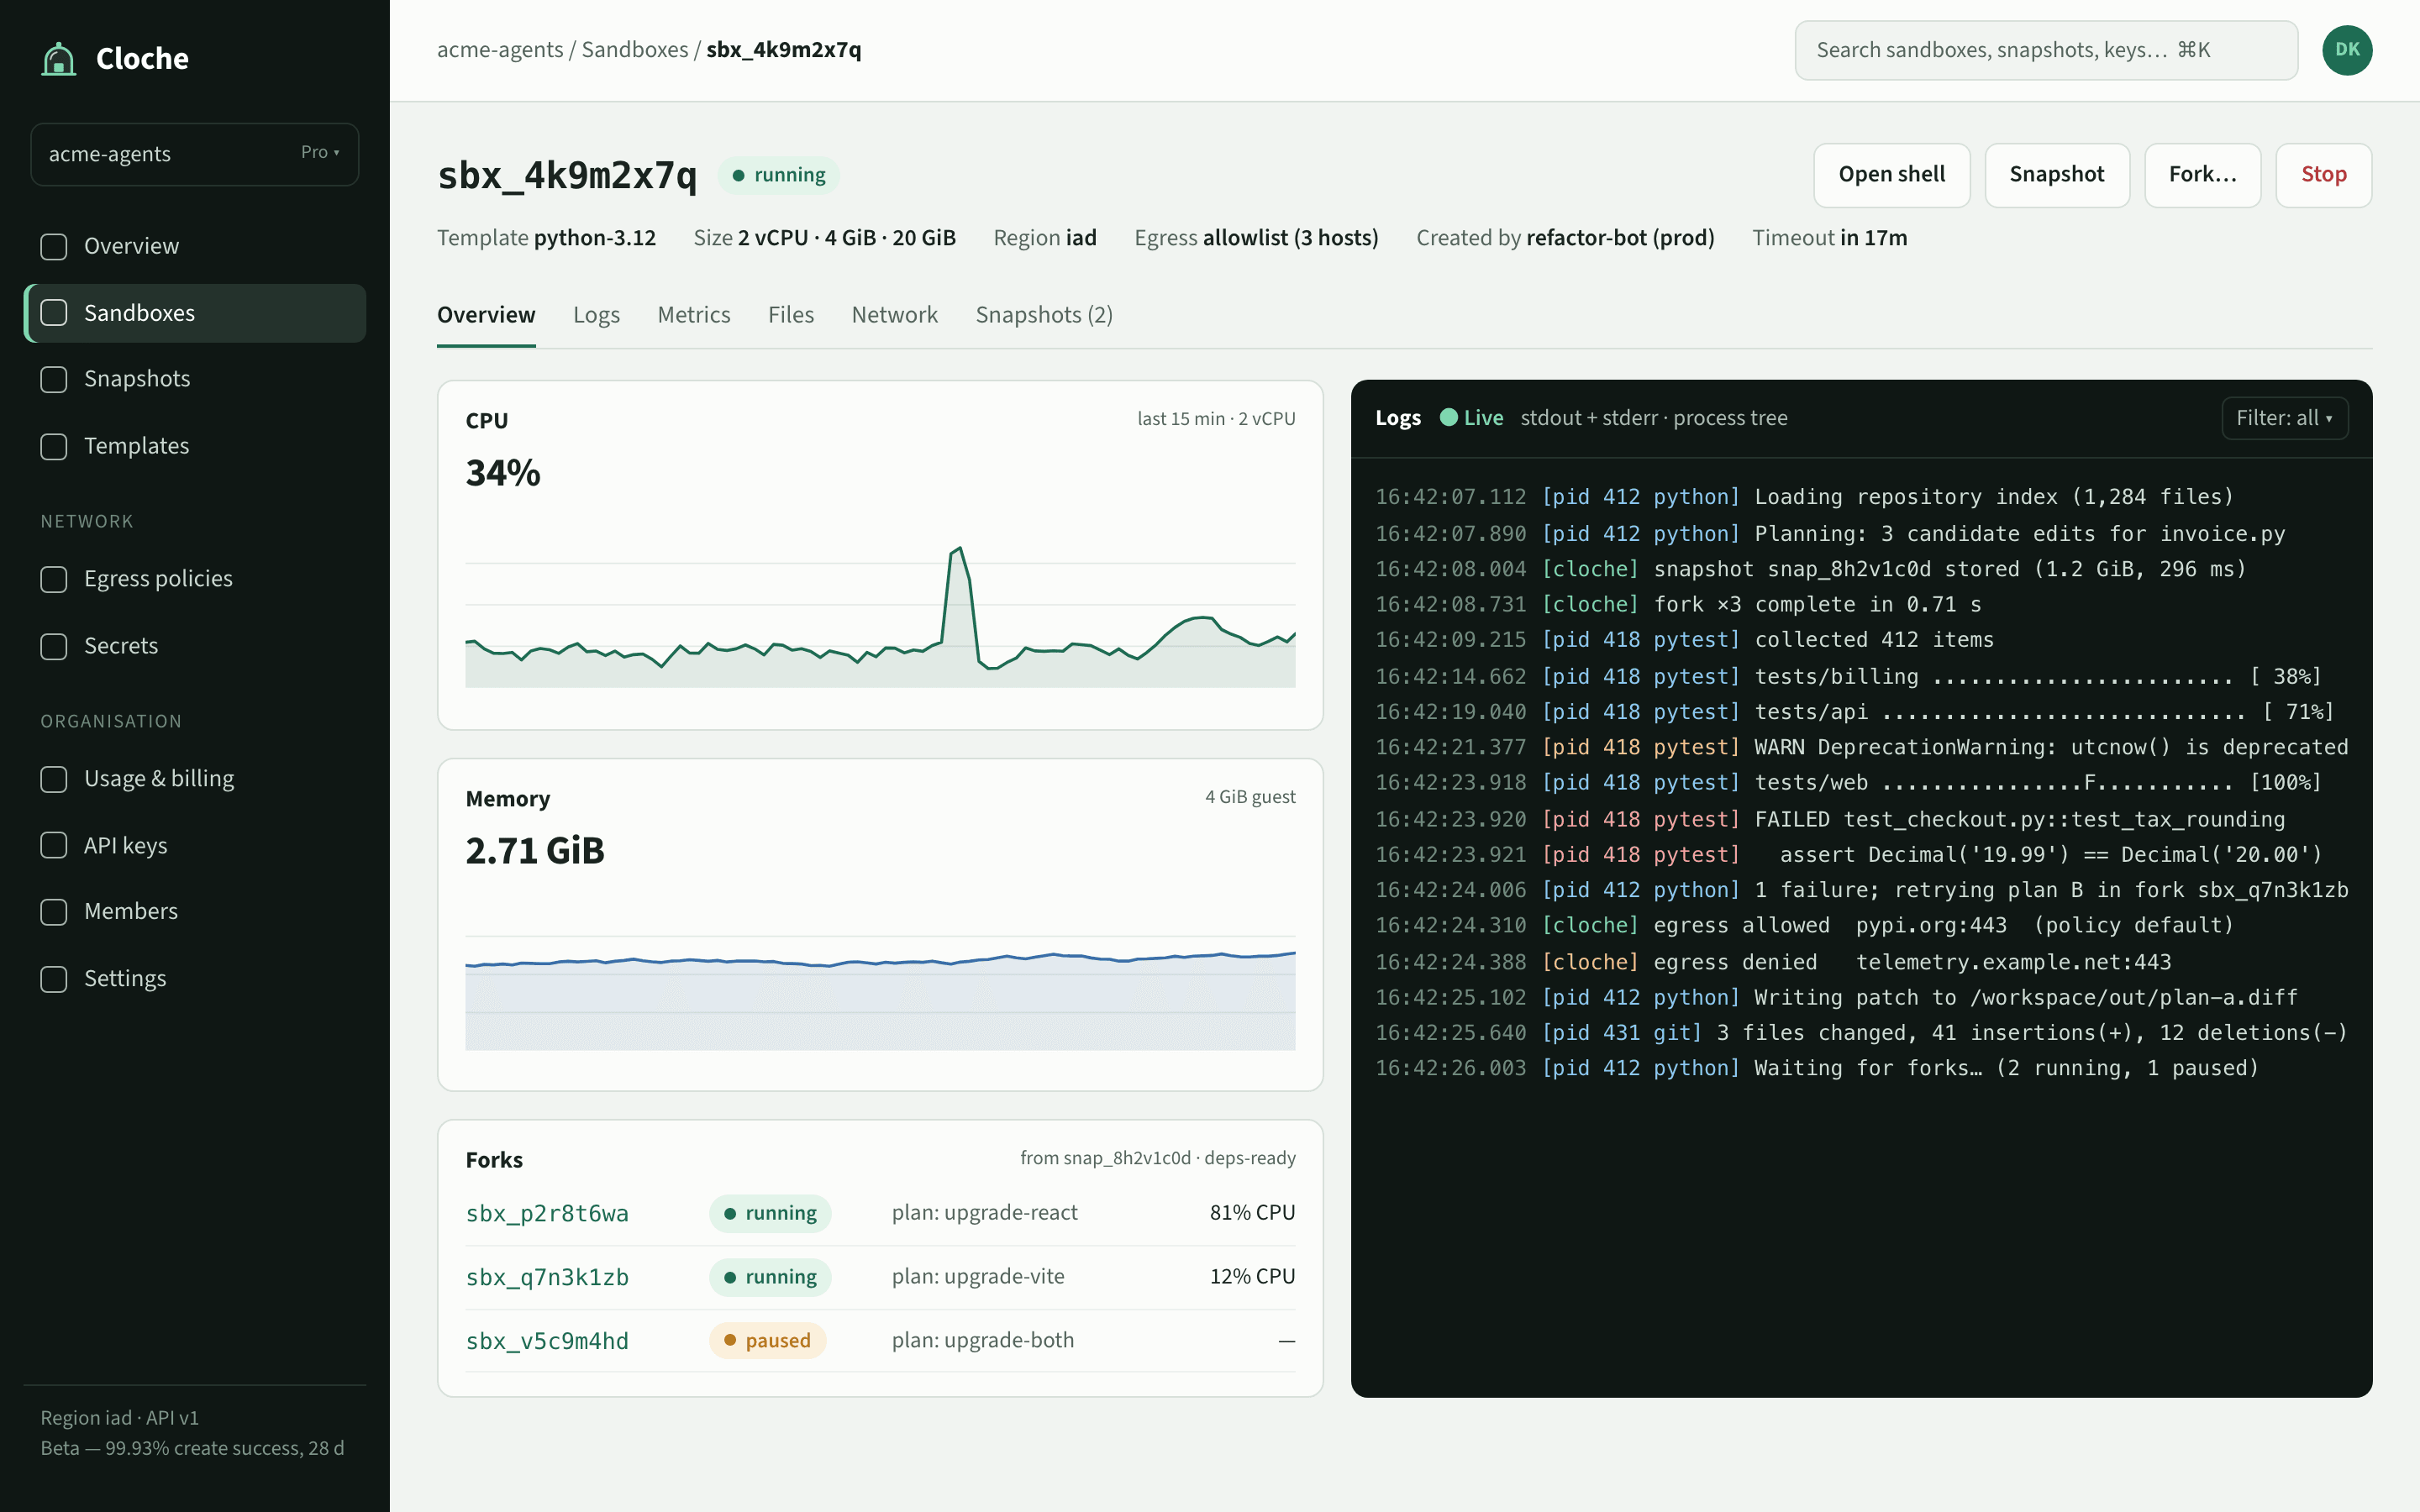 Cloche
acme-agents Pro ▾
Overview
Sandboxes
Snapshots
Templates
NETWORK
Egress policies
Secrets
ORGANISATION
Usage & billing
API keys
Members
Settings
Region iad · API v1
Beta — 99.93% create success, 28 d
acme-agents / Sandboxes / sbx_4k9m2x7q
Search sandboxes, snapshots, keys… ⌘K
DK
sbx_4k9m2x7q running
Open shell Snapshot Fork… Stop
Template python-3.12 Size 2 vCPU · 4 GiB · 20 GiB Region iad Egress allowlist (3 hosts) Created by refactor-bot (prod) Timeout in 17m
Overview Logs Metrics Files Network Snapshots (2)
CPU last 15 min · 2 vCPU
34%
Memory 4 GiB guest
2.71 GiB
Forks from snap_8h2v1c0d · deps-ready
sbx_p2r8t6wa running plan: upgrade-react 81% CPU
sbx_q7n3k1zb running plan: upgrade-vite 12% CPU
sbx_v5c9m4hd paused plan: upgrade-both —
Logs Live stdout + stderr · process tree Filter: all ▾
16:42:07.112 [pid 412 python] Loading repository index (1,284 files)
16:42:07.890 [pid 412 python] Planning: 3 candidate edits for invoice.py
16:42:08.004 [cloche] snapshot snap_8h2v1c0d stored (1.2 GiB, 296 ms)
16:42:08.731 [cloche] fork ×3 complete in 0.71 s
16:42:09.215 [pid 418 pytest] collected 412 items
16:42:14.662 [pid 418 pytest] tests/billing ........................ [ 38%]
16:42:19.040 [pid 418 pytest] tests/api ............................. [ 71%]
16:42:21.377 [pid 418 pytest] WARN DeprecationWarning: utcnow() is deprecated
16:42:23.918 [pid 418 pytest] tests/web ................F........... [100%]
16:42:23.920 [pid 418 pytest] FAILED test_checkout.py::test_tax_rounding
16:42:23.921 [pid 418 pytest]   assert Decimal('19.99') == Decimal('20.00')
16:42:24.006 [pid 412 python] 1 failure; retrying plan B in fork sbx_q7n3k1zb
16:42:24.310 [cloche] egress allowed  pypi.org:443  (policy default)
16:42:24.388 [cloche] egress denied   telemetry.example.net:443
16:42:25.102 [pid 412 python] Writing patch to /workspace/out/plan-a.diff
16:42:25.640 [pid 431 git] 3 files changed, 41 insertions(+), 12 deletions(−)
16:42:26.003 [pid 412 python] Waiting for forks… (2 running, 1 paused)